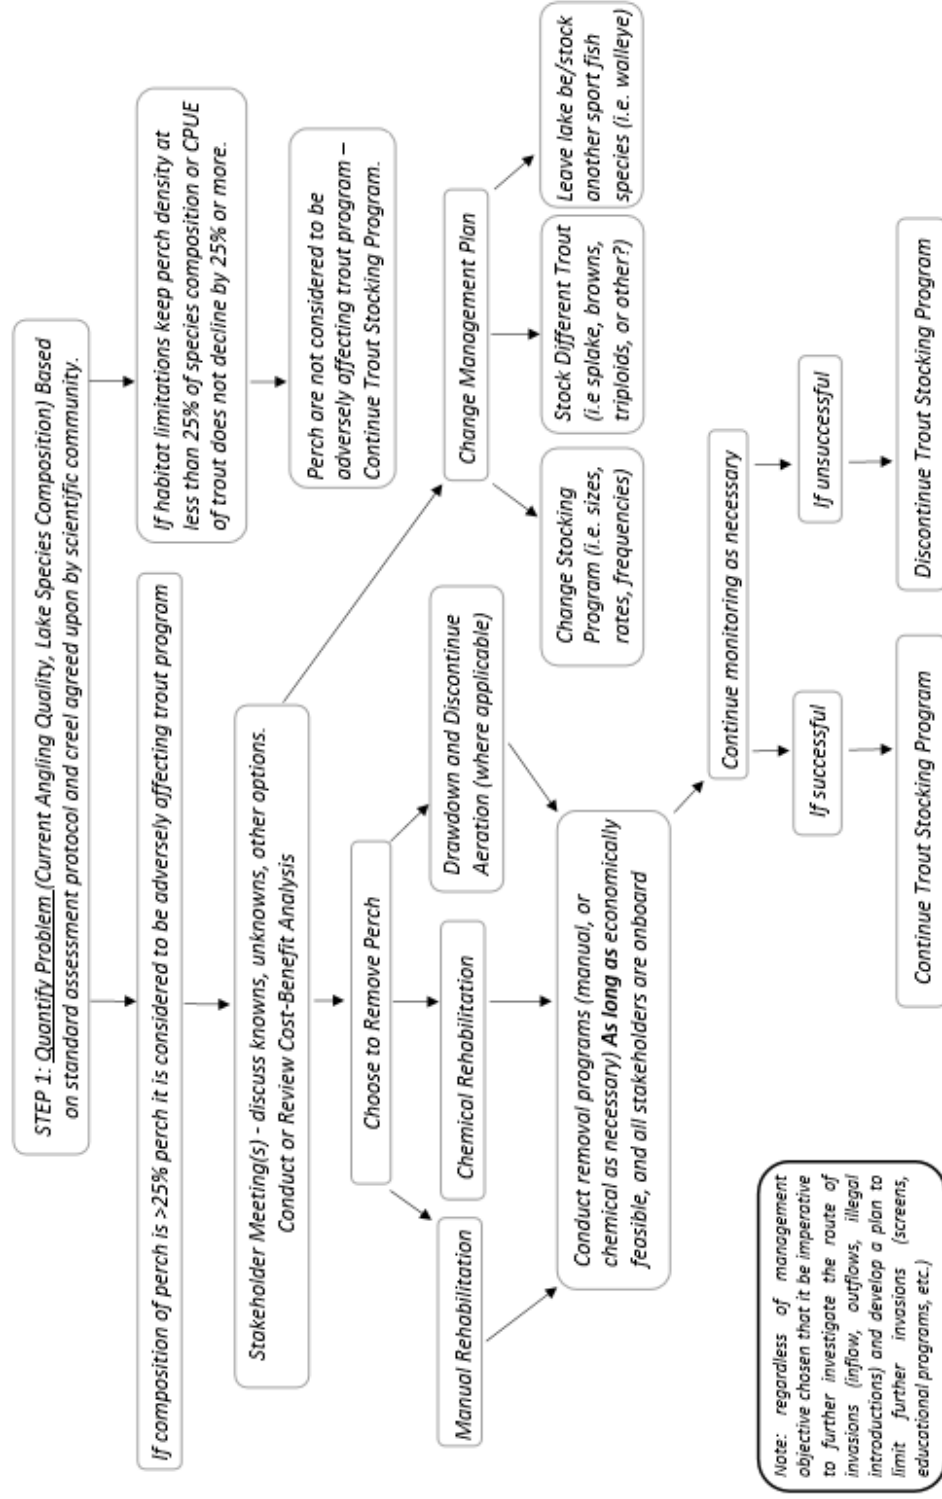 STEP 1: Quantify Problem (Current Angling Quality, Lake Species Composition) Based
on standard assessment protocol and creel agreed upon by scientific community.
If composition of perch is >25% perch it is considered to be adversely affecting trout program
If habitat limitations keep perch density at
less than 25% of species composition or CPUE
of trout does not decline by 25% or more.
Stakeholder Meeting(s) - discuss knowns, unknowns, other options.
Conduct or Review Cost-Benefit Analysis
Perch are not considered to be
adversely affecting trout program –
Continue Trout Stocking Program.
Choose to Remove Perch
Change Management Plan
Manual Rehabilitation
Chemical Rehabilitation
Drawdown and Discontinue
Aeration (where applicable)
Change Stocking
Program (i.e. sizes,
rates, frequencies)
Stock Different Trout
(i.e splake, browns,
triploids, or other?)
Leave lake be/stock
another sport fish
species (i.e. walleye)
Conduct removal programs (manual, or
chemical as necessary) As long as economically
feasible, and all stakeholders are onboard
Continue monitoring as necessary
If successful
If unsuccessful
Continue Trout Stocking Program
Discontinue Trout Stocking Program
Note: regardless of management
objective chosen that it be imperative
to further investigate the route of
invasions (inflow, outflows, illegal
introductions) and develop a plan to
limit further invasions (screens,
educational programs, etc.)